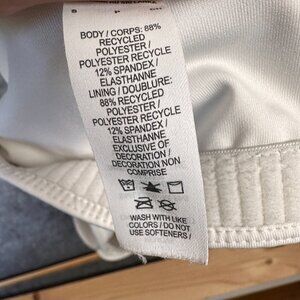 BODY / CORPS: 88%
RECYCLED
POLYESTER /
POLYESTER RECYCLE
12% SPANDEX /
ELASTHANNE
LINING / DOUBLURE:
88% RECYCLED
POLYESTER /
POLYESTER RECYCLE
12% SPANDEX /
ELASTHANNE
EXCLUSIVE OF
DECORATION /
DECORATION NON
COMPRISE
WASH WITH LIKE
COLORS / DO NOT
USE SOFTENERS /